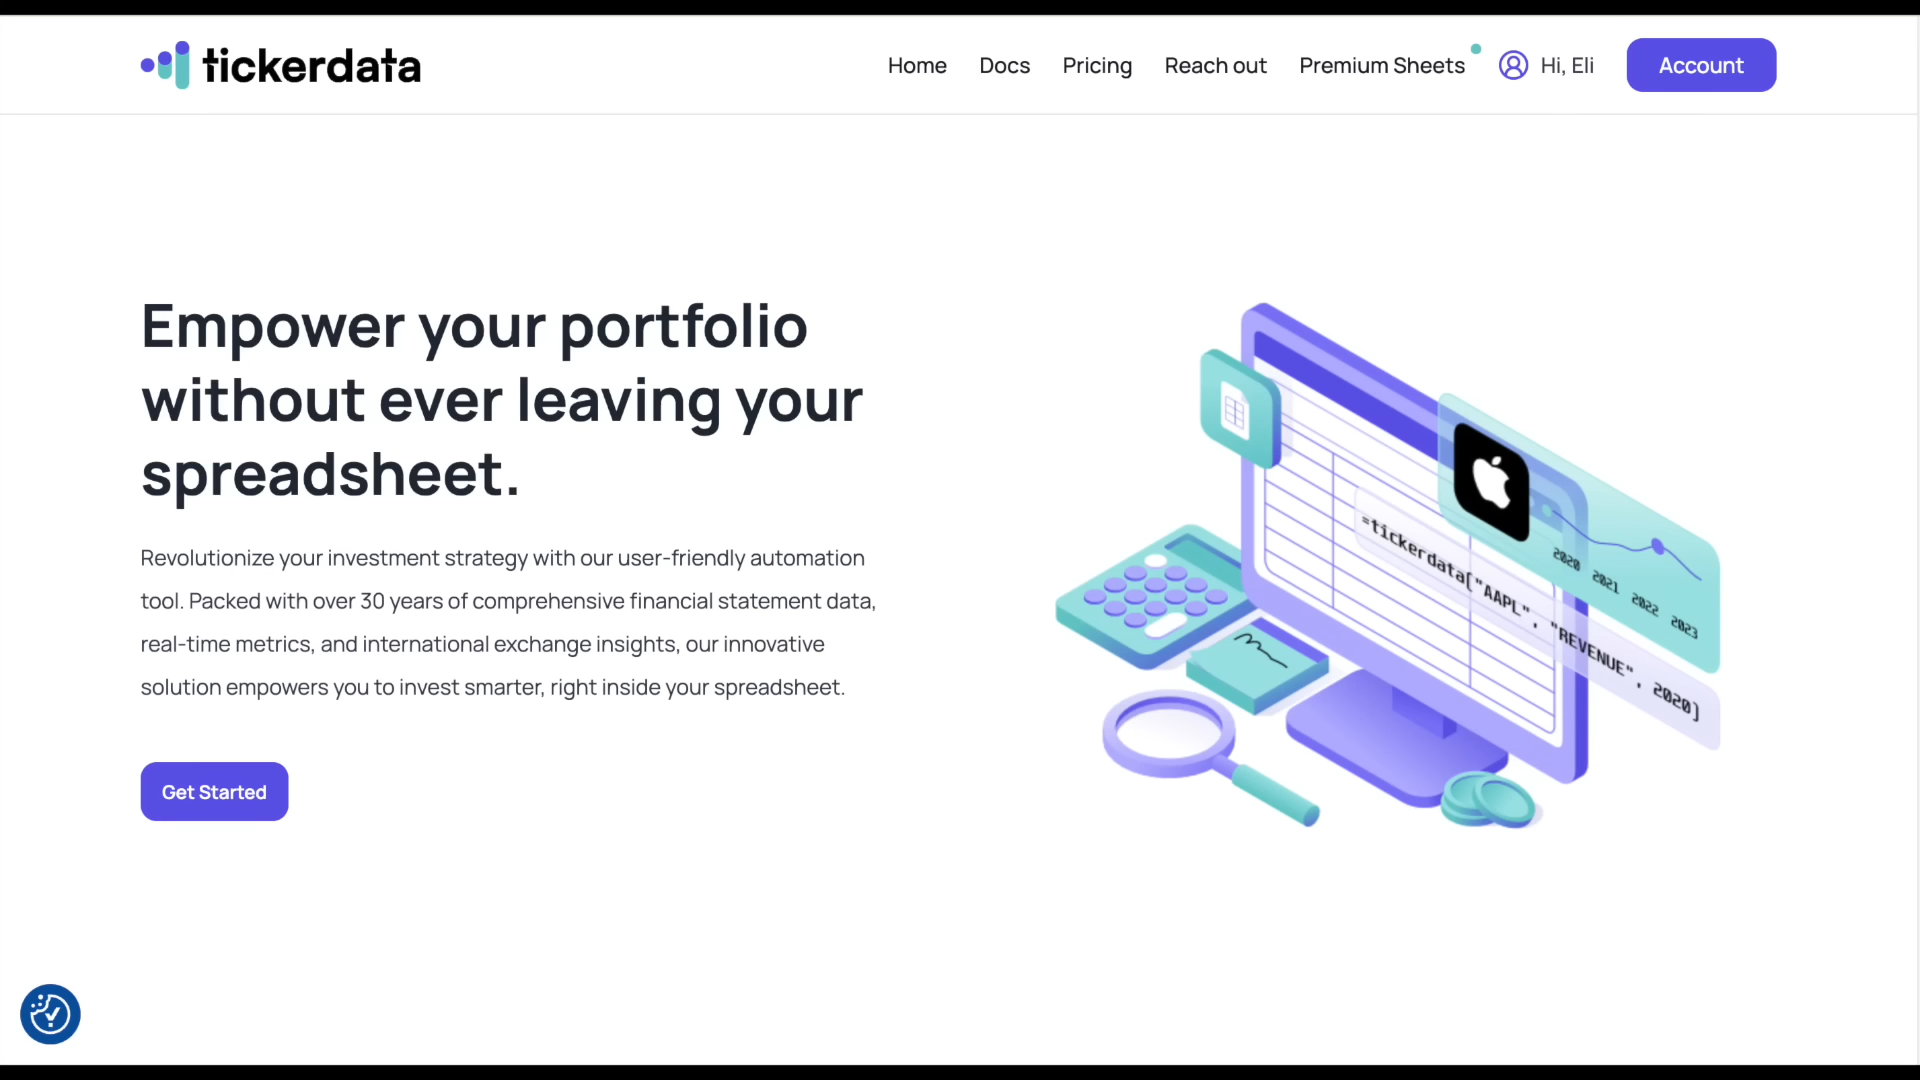 tickerdata
Home Docs Pricing Reach out Premium Sheets Hi, Eli Account
Empower your portfolio
without ever leaving your
spreadsheet.
Revolutionize your investment strategy with our user-friendly automation
tool. Packed with over 30 years of comprehensive financial statement data,
real-time metrics, and international exchange insights, our innovative
solution empowers you to invest smarter, right inside your spreadsheet.
Get Started
2020 2021 2022 2023
=tickerdata("AAPL", "REVENUE", 2020)